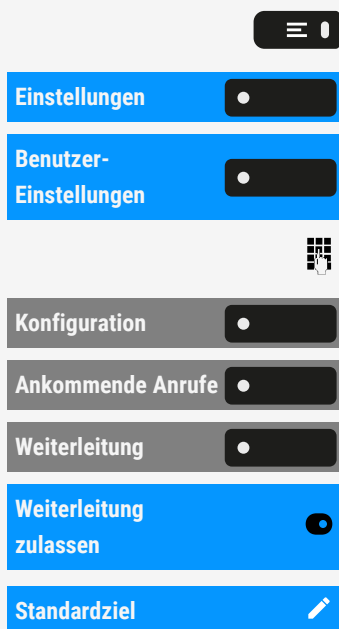 Einstellungen
Benutzer-
Einstellungen
Konfiguration
Ankommende Anrufe
Weiterleitung
Weiterleitung
zulassen
Standardziel